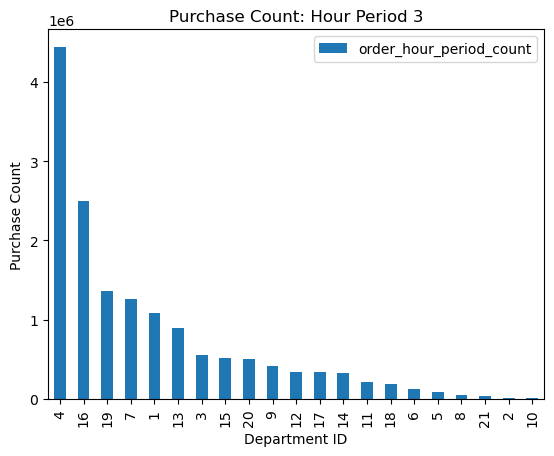 Purchase Count: Hour Period 3
1e6
order_hour_period_count
4
3
2
1
0
Purchase Count
4 16 19 7 1 13 3 15 20 9 12 17 14 11 18 6 5 8 21 2 10
Department ID